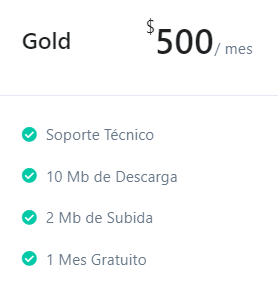 Gold $500/ mes
Soporte Técnico
10 Mb de Descarga
2 Mb de Subida
1 Mes Gratuito